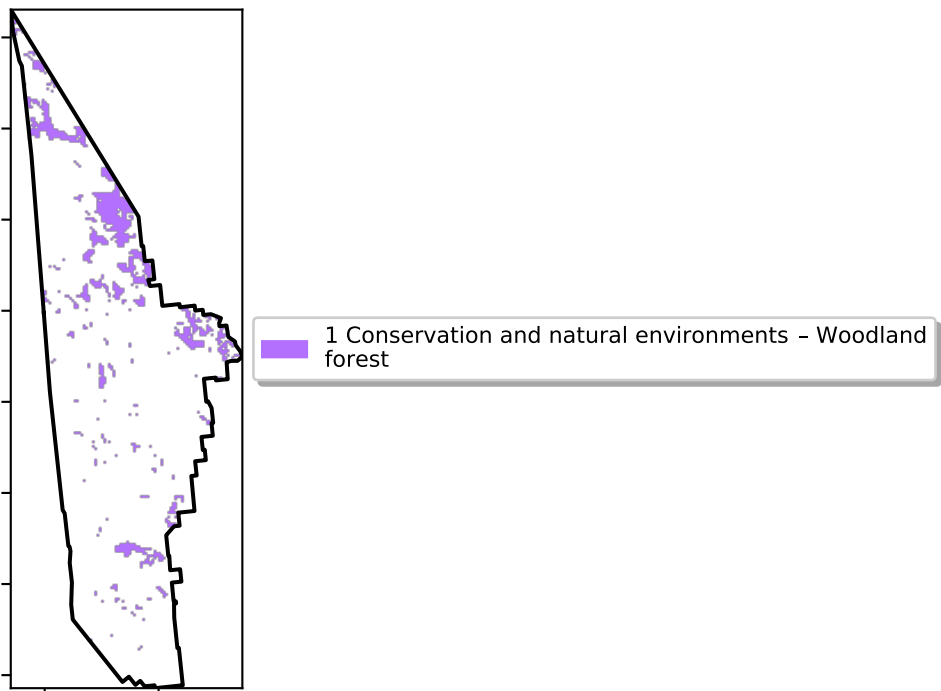 1 Conservation and natural environments – Woodland
forest